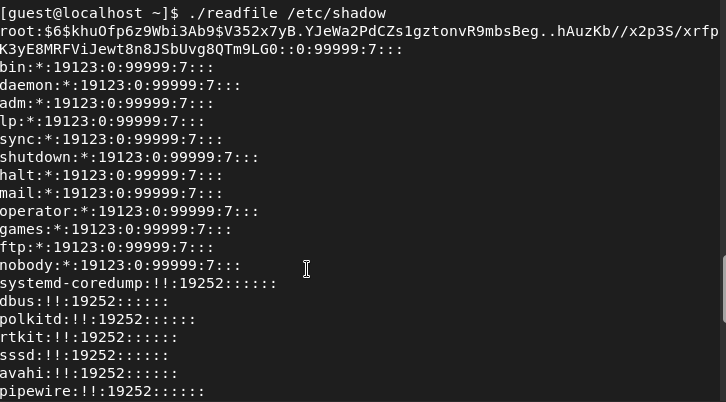 [guest@localhost ~]$ ./readfile /etc/shadow
root:$6$khuOfp6z9Wbi3Ab9$V352x7yB.YJeWa2PdCZs1gztonvR9mbsBeg..hAuzKb//x2p3S/xrfp
K3yE8MRFViJewt8n8JSbUvg8QTm9LG0::0:99999:7:::
bin:*:19123:0:99999:7:::
daemon:*:19123:0:99999:7:::
adm:*:19123:0:99999:7:::
lp:*:19123:0:99999:7:::
sync:*:19123:0:99999:7:::
shutdown:*:19123:0:99999:7:::
halt:*:19123:0:99999:7:::
mail:*:19123:0:99999:7:::
operator:*:19123:0:99999:7:::
games:*:19123:0:99999:7:::
ftp:*:19123:0:99999:7:::
nobody:*:19123:0:99999:7:::
systemd-coredump:!!:19252::::::
dbus:!!:19252::::::
polkitd:!!:19252::::::
rtkit:!!:19252::::::
sssd:!!:19252::::::
avahi:!!:19252::::::
pipewire:!!:19252::::::